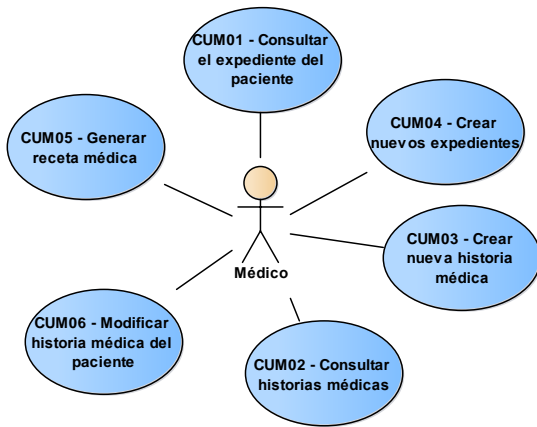 CUM01 - Consultar
el expediente del
paciente
CUM05 - Generar
receta médica
CUM04 - Crear
nuevos expedientes
CUM03 - Crear
nueva historia
médica
Médico
CUM06 - Modificar
historia médica del
paciente
CUM02 - Consultar
historias médicas